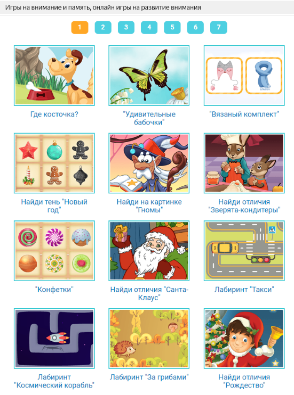 Игры на внимание и память, онлайн игры на развитие внимания
1 2 3 4 5 6 7
Где косточка?
"Удивительные
бабочки"
"Вязаный комплект"
Найди тень "Новый
год"
Найди на картинке
"Гномы"
Найди отличия
"Зверята-кондитеры"
"Конфетки"
Найди отличия "Санта-
Клаус"
Лабиринт "Такси"
Лабиринт
"Космический корабль"
Лабиринт "За грибами"
Найди отличия
"Рождество"